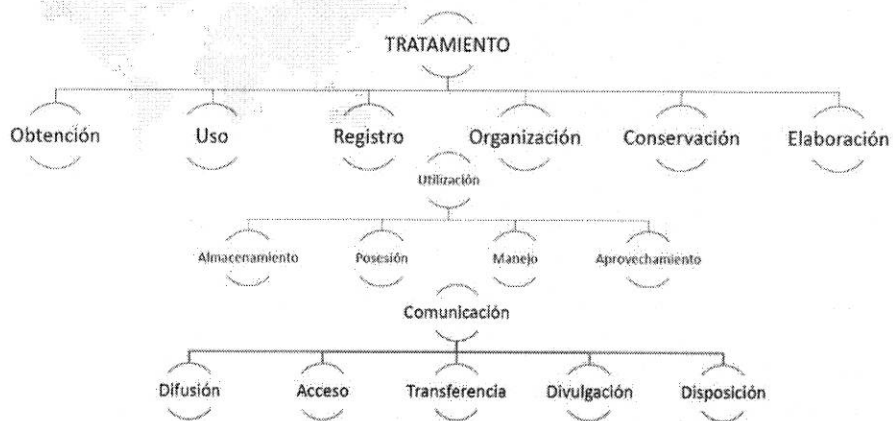 TRATAMIENTO
Obtención Uso Registro Organización Conservación Elaboración
Utilización
Almacenamiento Posesión Manejo Aprovechamiento
Comunicación
Difusión Acceso Transferencia Divulgación Disposición